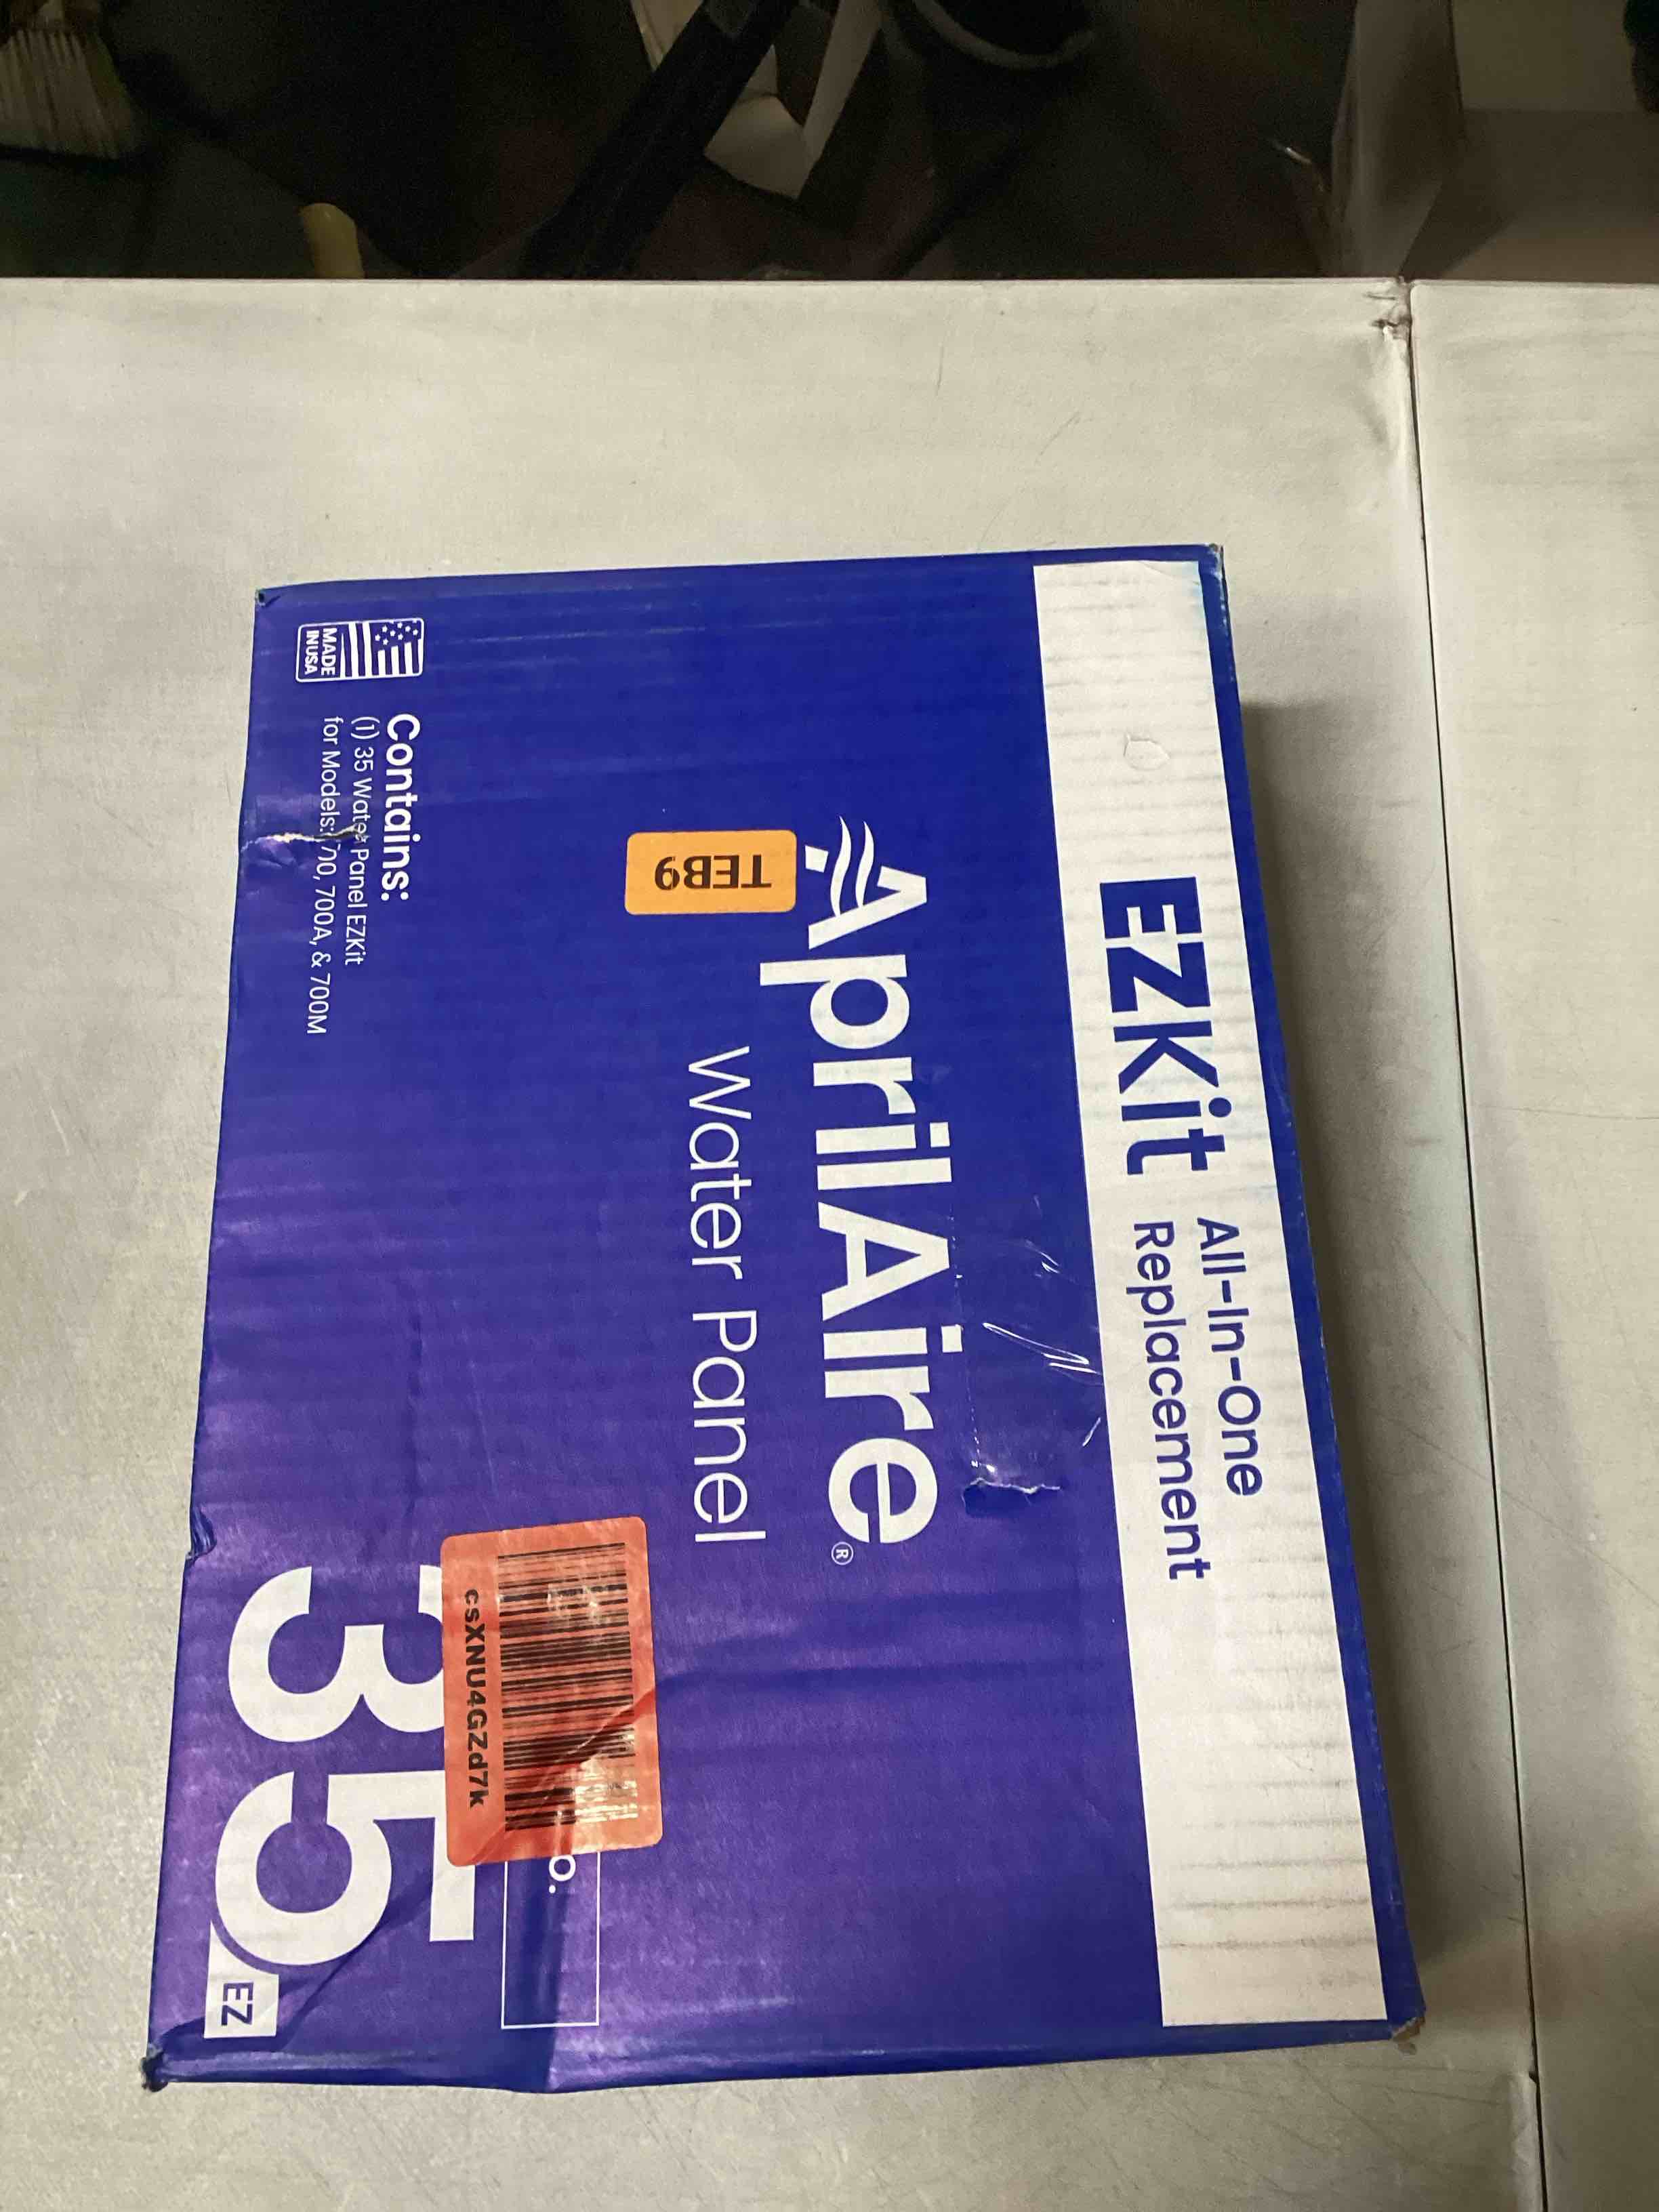 EZKit
All-In-One
Replacement
AprilAire®
Water Panel
TEB9
MADE
IN USA
Contains:
(1) 35 Water Panel EZKit
for Models: 700, 700A, & 700M
csXNU4GZd7k
o.
35
EZ